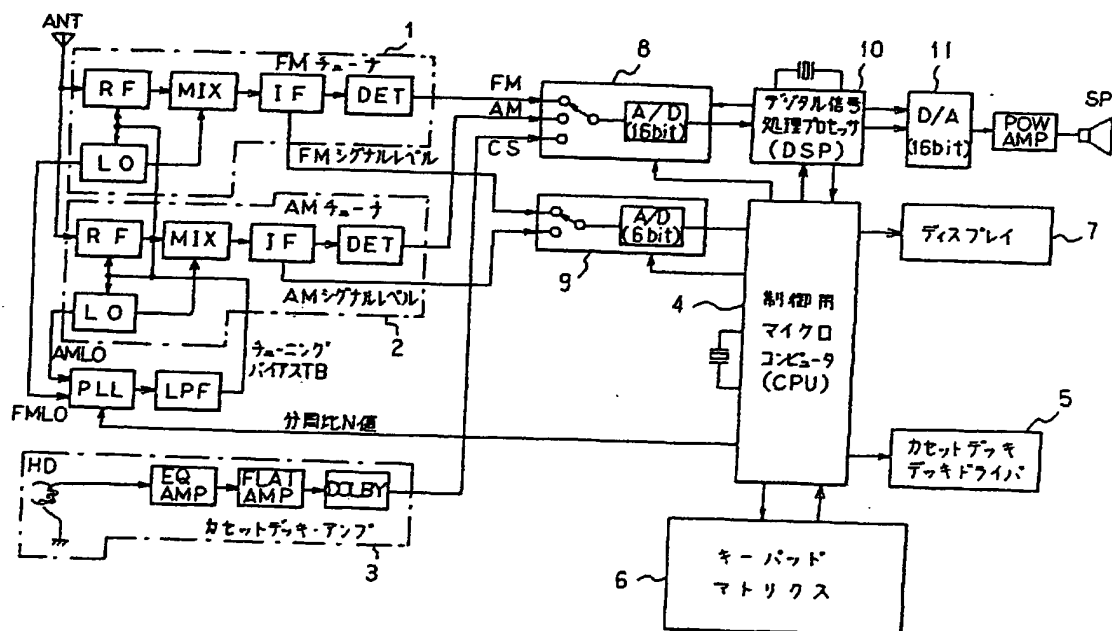 ANT
1
FMチューナ
RF
MIX
IF
DET
LO
FMシグナルレベル
AMチューナ
RF
MIX
IF
DET
LO
AMシグナルレベル
2
AMLO
FMLO
PLL
LPF
チューニング
バイアスTB
分周比N値
HD
EQ
AMP
FLAT
AMP
DOLBY
カセットデッキ・アンプ
3
8
FM
AM
CS
A/D
(16bit)
A/D
(6bit)
9
10
デジタル信号
処理プロセッサ
(DSP)
11
D/A
(16bit)
POW
AMP
SP
4
制御用
マイクロ
コンピュータ
(CPU)
ディスプレイ
7
5
カセットデッキ
デッキドライバ
6
キーパッド
マトリクス